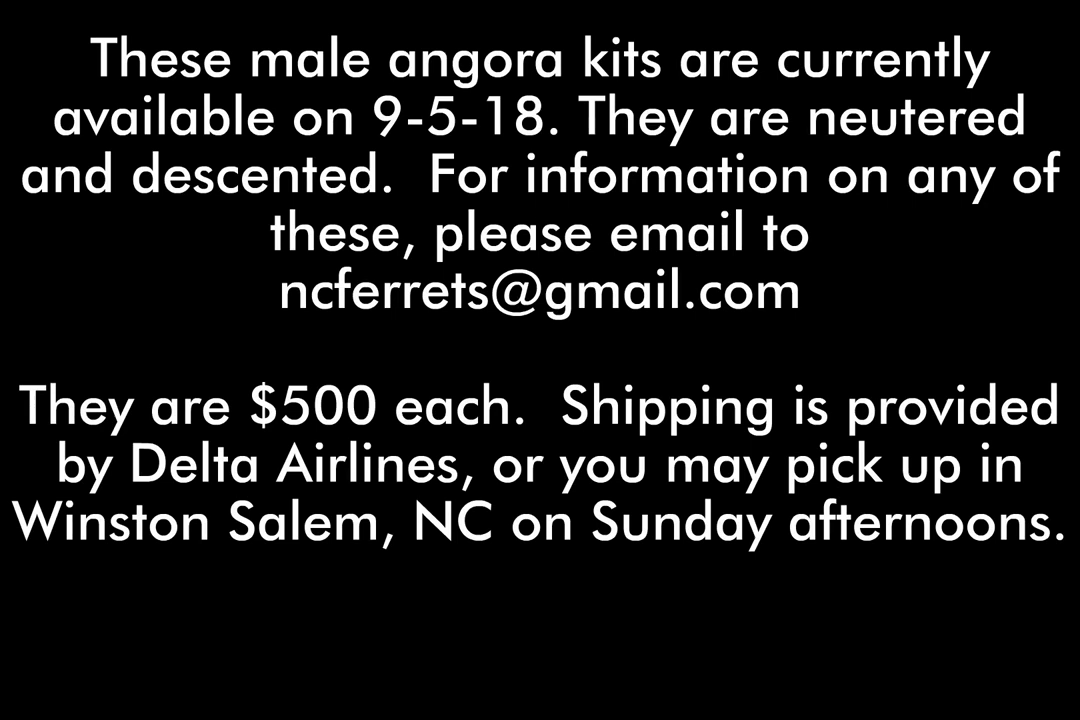 These male angora kits are currently
available on 9-5-18. They are neutered
and descented.  For information on any of
these, please email to
ncferrets@gmail.com
They are $500 each.  Shipping is provided
by Delta Airlines, or you may pick up in
Winston Salem, NC on Sunday afternoons.